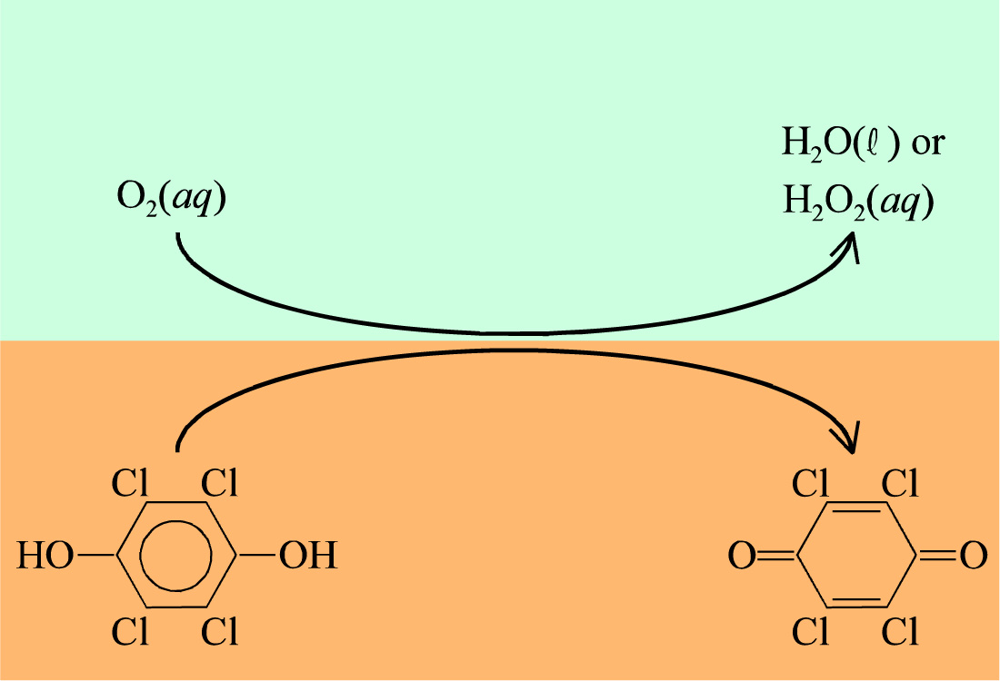 H₂O(ℓ) or
O₂(aq)
H₂O₂(aq)
Cl Cl
HO OH
Cl Cl
Cl Cl
O O
Cl Cl